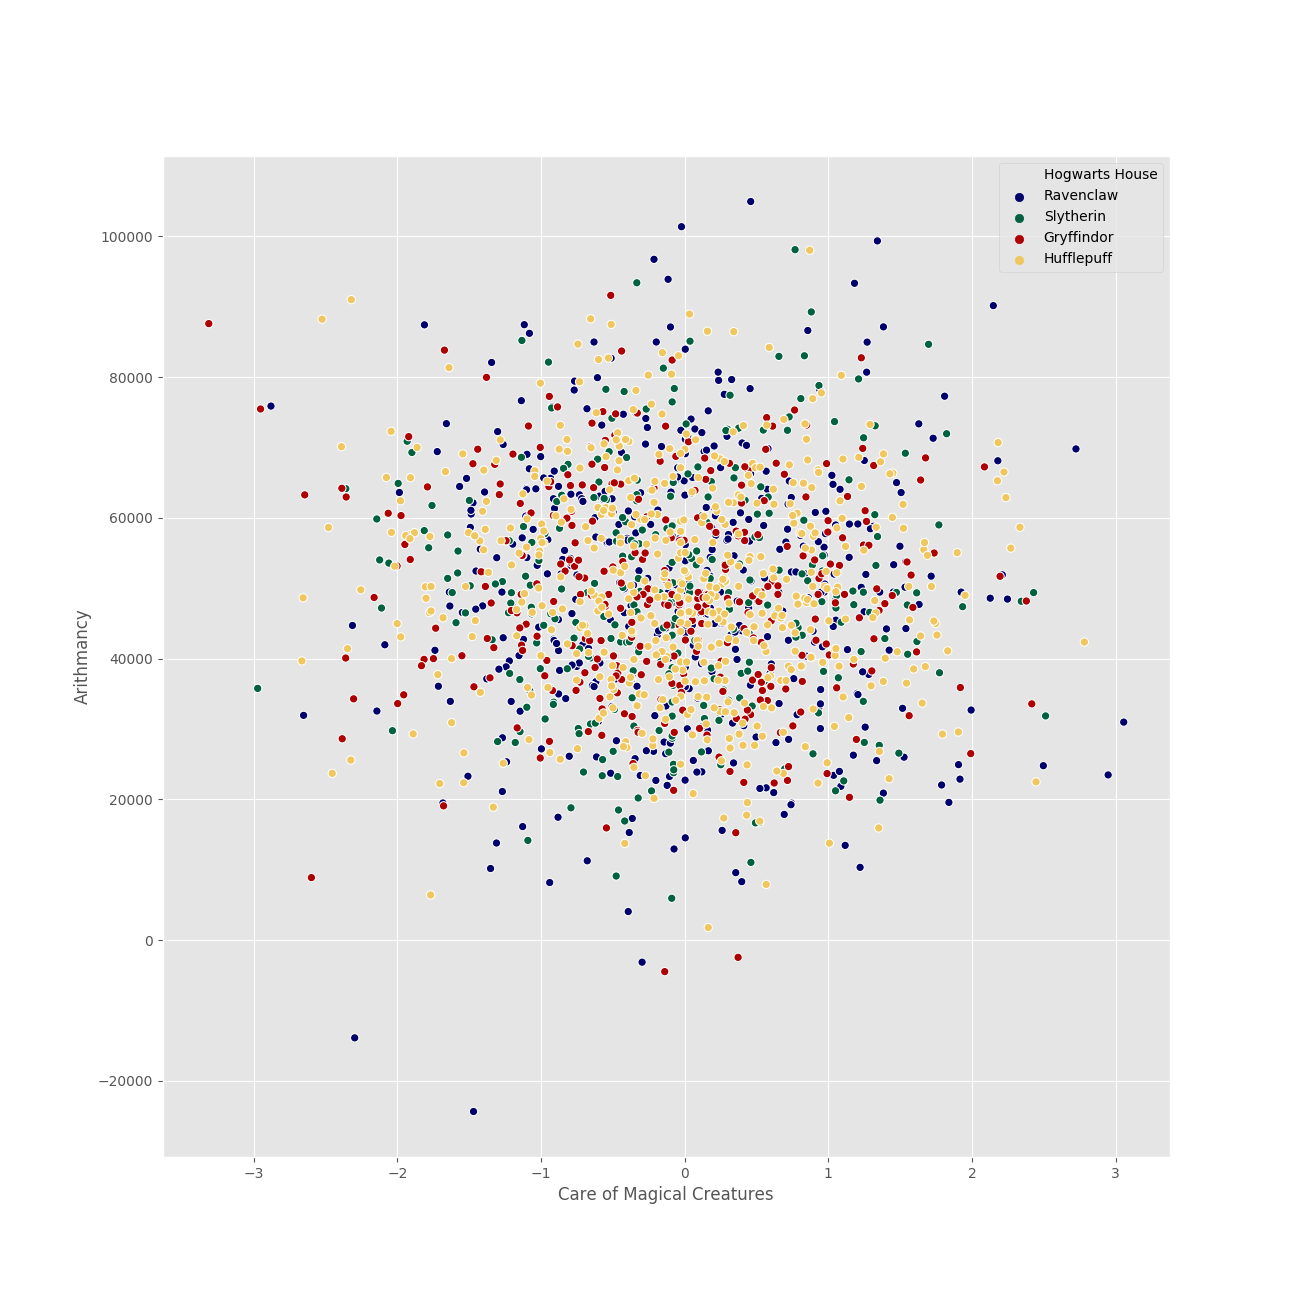 Hogwarts House
Ravenclaw
Slytherin
Gryffindor
Hufflepuff
100000
80000
60000
40000
20000
0
−20000
Arithmancy
−3
−2
−1
0
1
2
3
Care of Magical Creatures